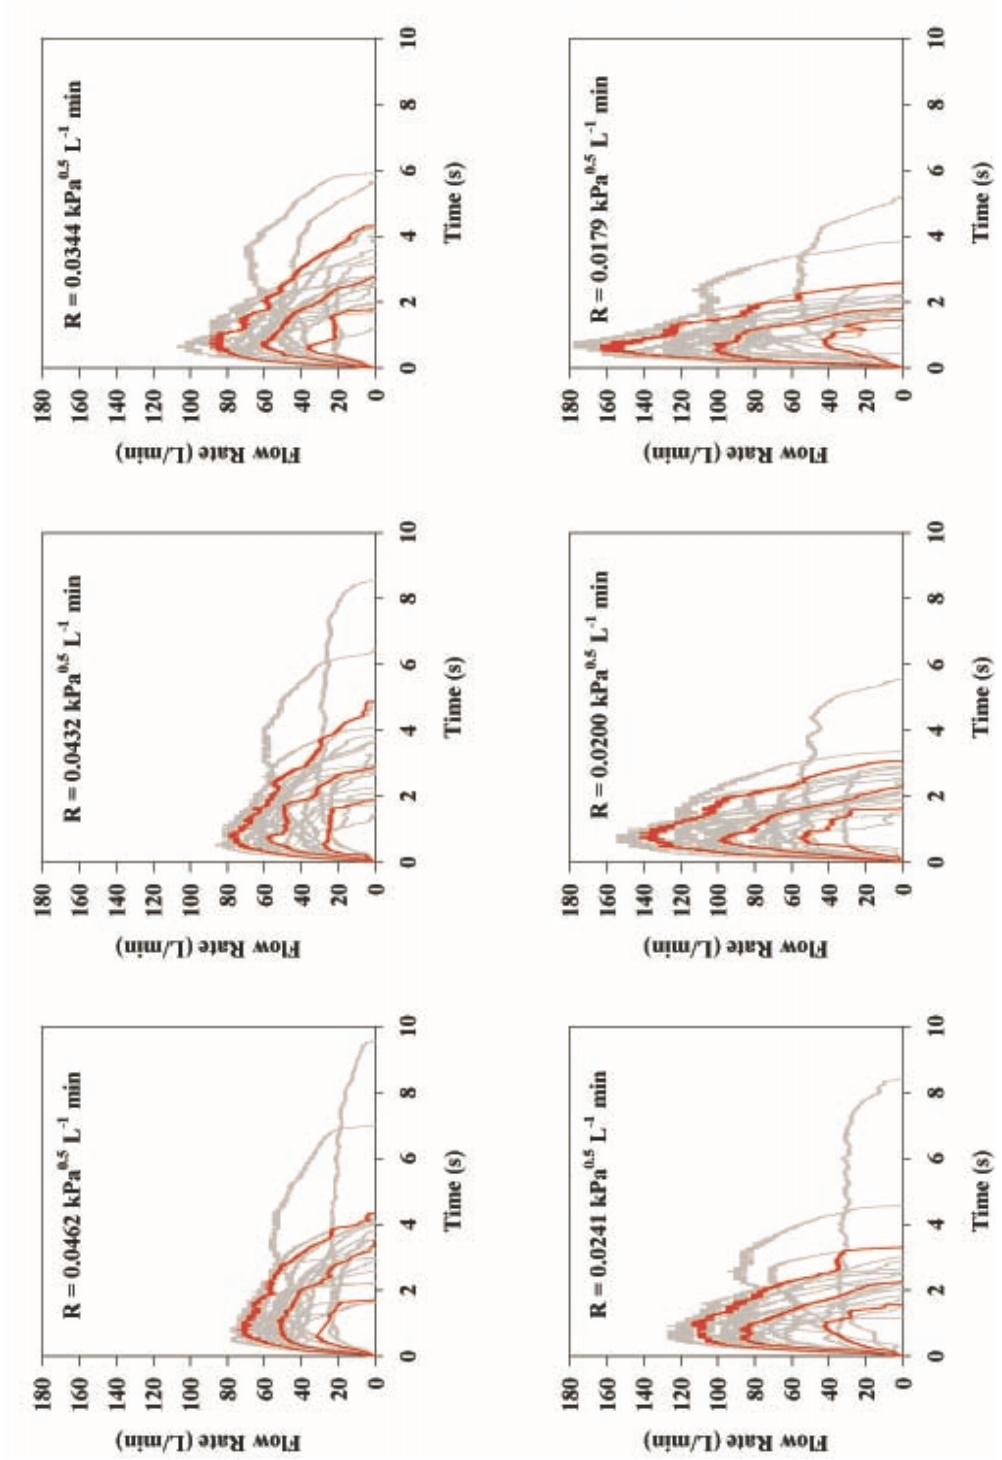 R = 0.0462 kPa^0.5 L^-1 min
Flow Rate (L/min)
180
160
140
120
100
80
60
40
20
0
0 2 4 6 8 10
Time (s)
R = 0.0432 kPa^0.5 L^-1 min
Flow Rate (L/min)
180
160
140
120
100
80
60
40
20
0
0 2 4 6 8 10
Time (s)
R = 0.0344 kPa^0.5 L^-1 min
Flow Rate (L/min)
180
160
140
120
100
80
60
40
20
0
0 2 4 6 8 10
Time (s)
R = 0.0241 kPa^0.5 L^-1 min
Flow Rate (L/min)
180
160
140
120
100
80
60
40
20
0
0 2 4 6 8 10
Time (s)
R = 0.0200 kPa^0.5 L^-1 min
Flow Rate (L/min)
180
160
140
120
100
80
60
40
20
0
0 2 4 6 8 10
Time (s)
R = 0.0179 kPa^0.5 L^-1 min
Flow Rate (L/min)
180
160
140
120
100
80
60
40
20
0
0 2 4 6 8 10
Time (s)